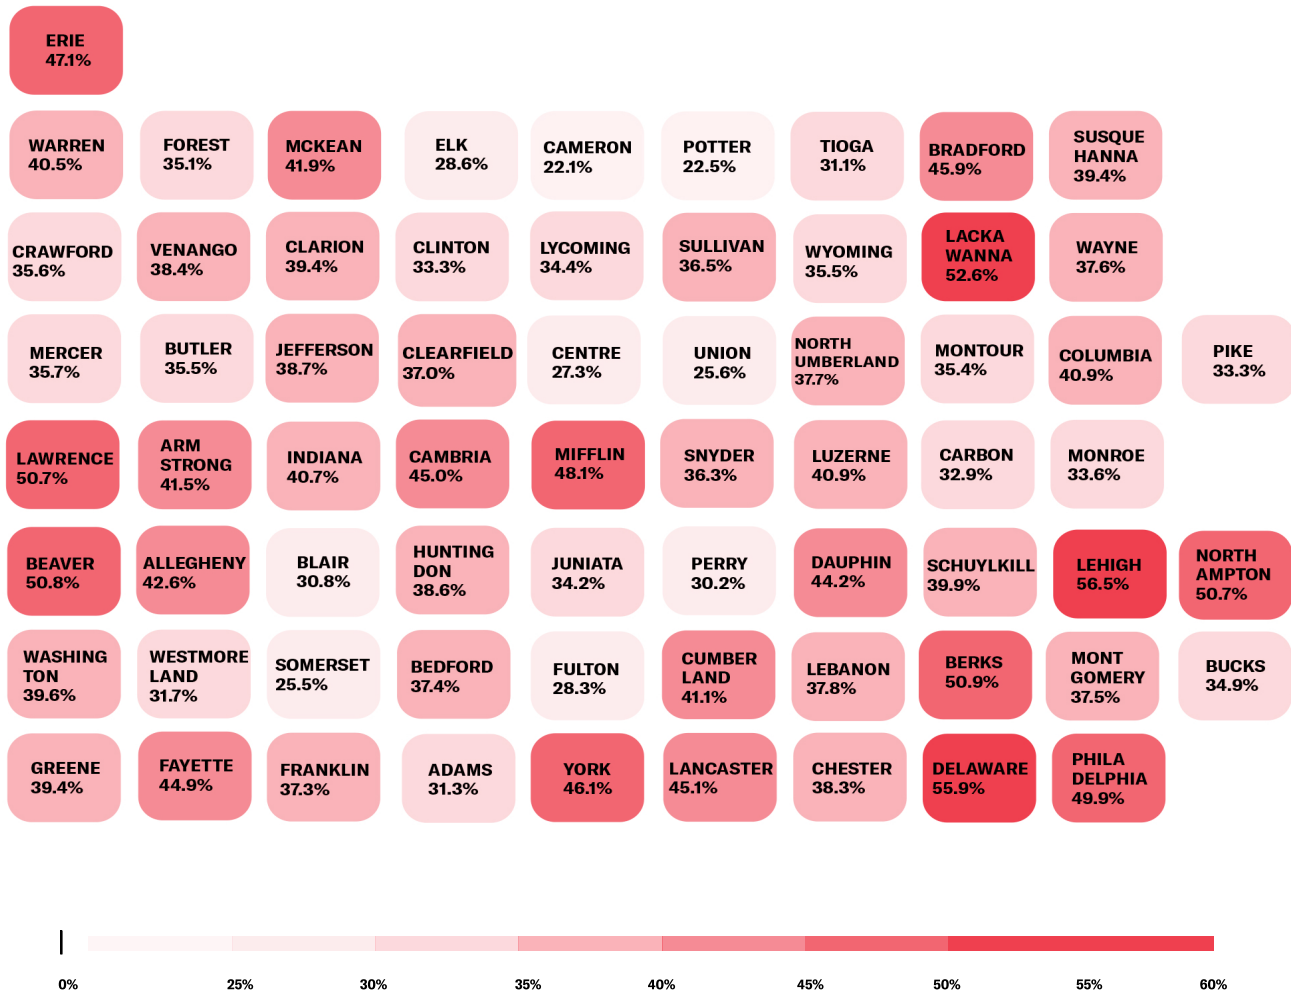 ERIE
47.1%
WARREN
40.5%
FOREST
35.1%
MCKEAN
41.9%
ELK
28.6%
CAMERON
22.1%
POTTER
22.5%
TIOGA
31.1%
BRADFORD
45.9%
SUSQUE
HANNA
39.4%
CRAWFORD
35.6%
VENANGO
38.4%
CLARION
39.4%
CLINTON
33.3%
LYCOMING
34.4%
SULLIVAN
36.5%
WYOMING
35.5%
LACKA
WANNA
52.6%
WAYNE
37.6%
MERCER
35.7%
BUTLER
35.5%
JEFFERSON
38.7%
CLEARFIELD
37.0%
CENTRE
27.3%
UNION
25.6%
NORTH
UMBERLAND
37.7%
MONTOUR
35.4%
COLUMBIA
40.9%
PIKE
33.3%
LAWRENCE
50.7%
ARM
STRONG
41.5%
INDIANA
40.7%
CAMBRIA
45.0%
MIFFLIN
48.1%
SNYDER
36.3%
LUZERNE
40.9%
CARBON
32.9%
MONROE
33.6%
BEAVER
50.8%
ALLEGHENY
42.6%
BLAIR
30.8%
HUNTING
DON
38.6%
JUNIATA
34.2%
PERRY
30.2%
DAUPHIN
44.2%
SCHUYLKILL
39.9%
LEHIGH
56.5%
NORTH
AMPTON
50.7%
WASHING
TON
39.6%
WESTMORE
LAND
31.7%
SOMERSET
25.5%
BEDFORD
37.4%
FULTON
28.3%
CUMBER
LAND
41.1%
LEBANON
37.8%
BERKS
50.9%
MONT
GOMERY
37.5%
BUCKS
34.9%
GREENE
39.4%
FAYETTE
44.9%
FRANKLIN
37.3%
ADAMS
31.3%
YORK
46.1%
LANCASTER
45.1%
CHESTER
38.3%
DELAWARE
55.9%
PHILA
DELPHIA
49.9%
0% 25% 30% 35% 40% 45% 50% 55% 60%